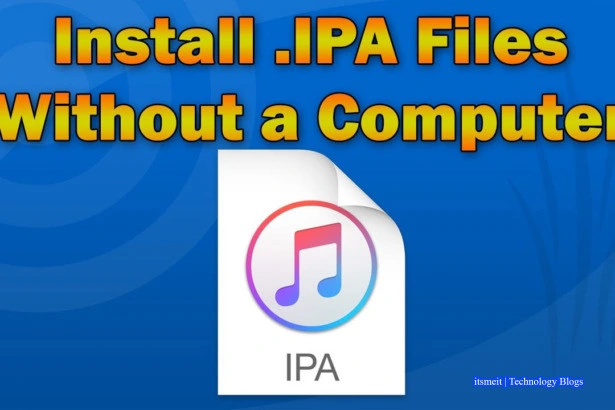 Install .IPA Files
Without a Computer
IPA
itsmeit | Technology Blogs